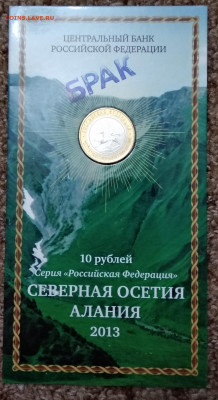 COINS.LAVE.RU
ЦЕНТРАЛЬНЫЙ БАНК
РОССИЙСКОЙ ФЕДЕРАЦИИ
БРАК
10 рублей
Серия «Российская Федерация»
СЕВЕРНАЯ ОСЕТИЯ
АЛАНИЯ
2013